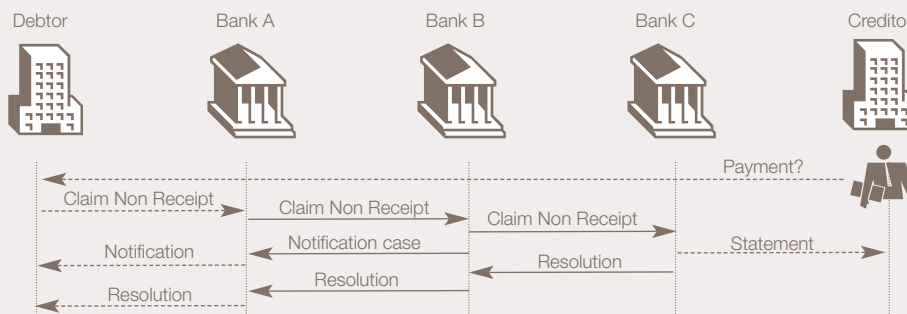 Debtor
Bank A
Bank B
Bank C
Credito
Payment?
Claim Non Receipt
Claim Non Receipt
Claim Non Receipt
Notification
Notification case
Statement
Resolution
Resolution
Resolution